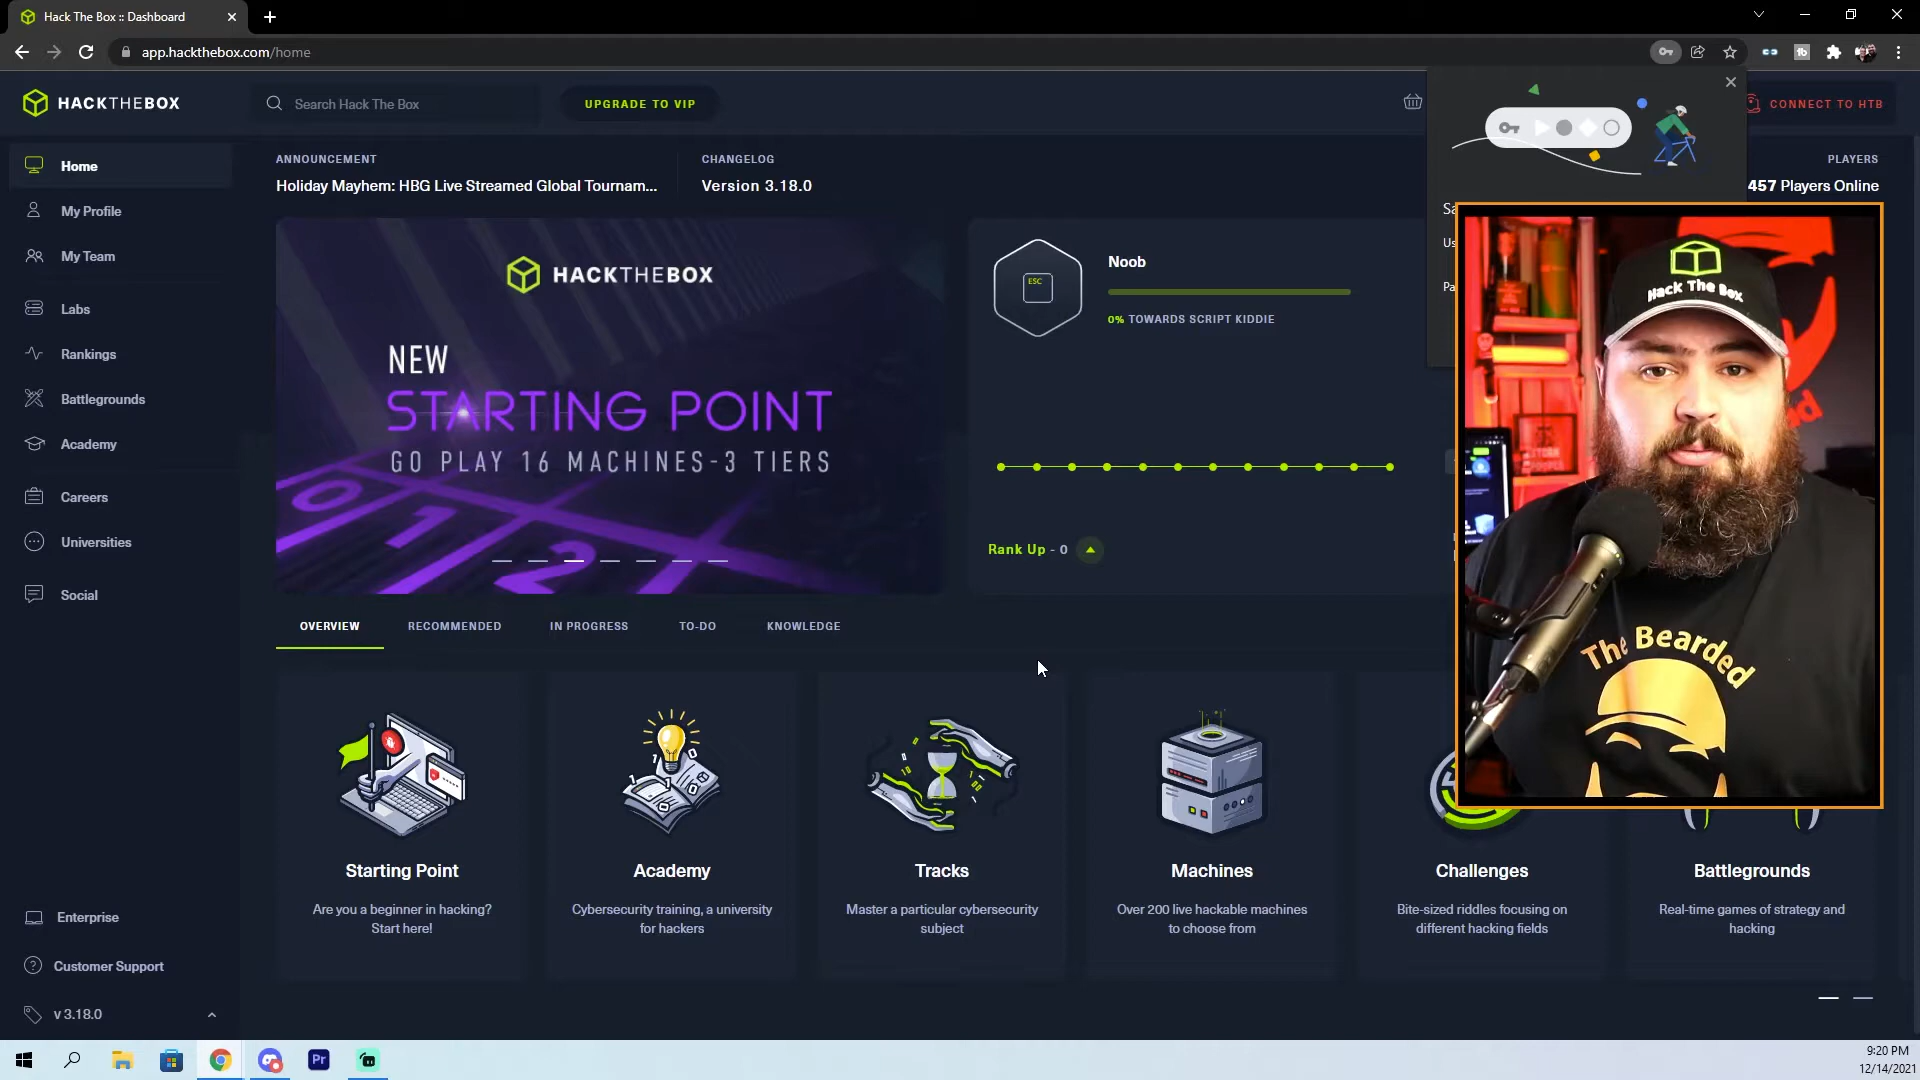 Hack The Box :: Dashboard
app.hackthebox.com/home
HACKTHEBOX
Search Hack The Box
UPGRADE TO VIP
CONNECT TO HTB
Home
My Profile
My Team
Labs
Rankings
Battlegrounds
Academy
Careers
Universities
Social
Enterprise
Customer Support
v 3.18.0
ANNOUNCEMENT
Holiday Mayhem: HBG Live Streamed Global Tournam...
CHANGELOG
Version 3.18.0
PLAYERS
457 Players Online
HACKTHEBOX
NEW
STARTING POINT
GO PLAY 16 MACHINES-3 TIERS
0 1 2
ESC
Noob
0% TOWARDS SCRIPT KIDDIE
Rank Up - 0
Sa
Us
Pa
Hack The Box
The Bearded
OVERVIEW
RECOMMENDED
IN PROGRESS
TO-DO
KNOWLEDGE
Starting Point
Are you a beginner in hacking?
Start here!
Academy
Cybersecurity training, a university
for hackers
Tracks
Master a particular cybersecurity
subject
Machines
Over 200 live hackable machines
to choose from
Challenges
Bite-sized riddles focusing on
different hacking fields
Battlegrounds
Real-time games of strategy and
hacking
Pr
9:20 PM
12/14/2021